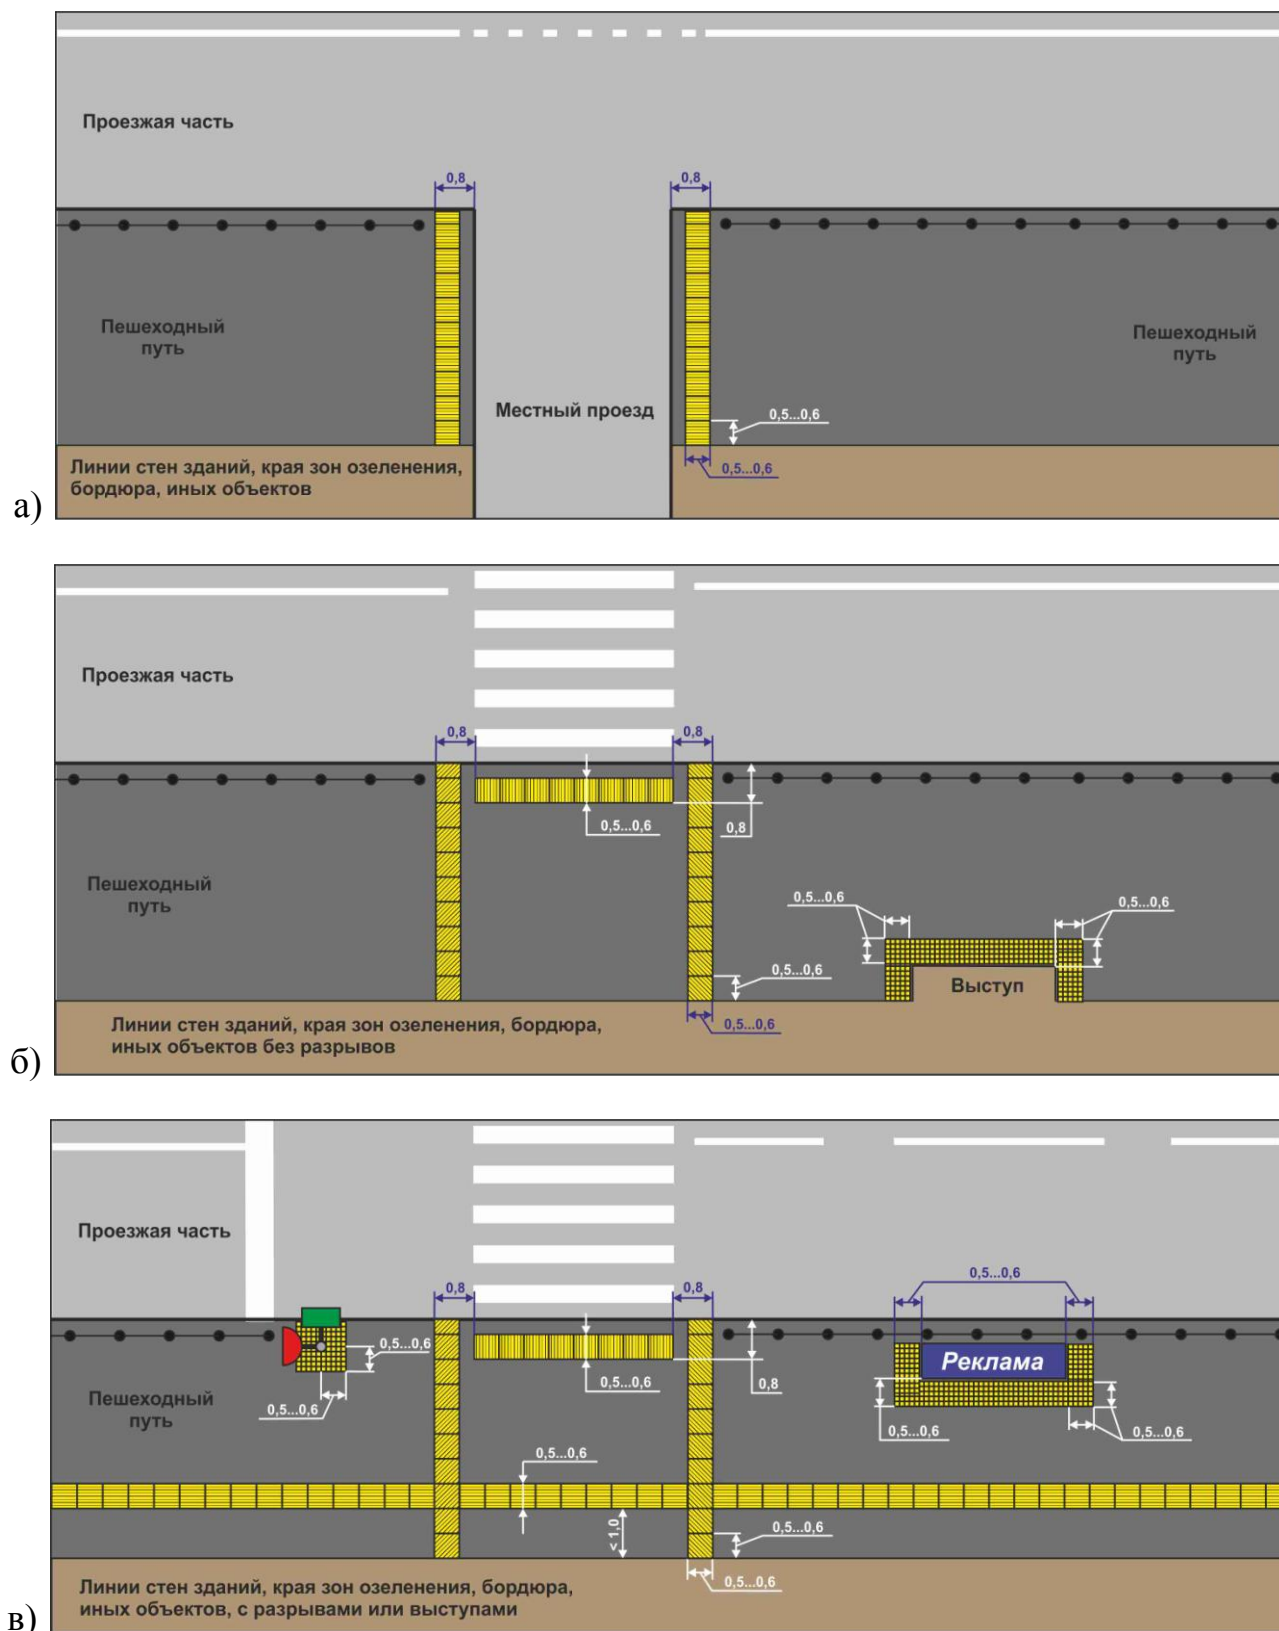 0,8
0,8
Проезжая часть
Пешеходный
путь
Пешеходный
путь
Местный проезд
0,5...0,6
0,5...0,6
Линии стен зданий, края зон озеленения,
бордюра, иных объектов
а)
Проезжая часть
0,8
0,8
0,5...0,6
0,8
Пешеходный
путь
0,5...0,6
0,5...0,6
0,5...0,6
Выступ
0,5...0,6
Линии стен зданий, края зон озеленения, бордюра,
иных объектов без разрывов
б)
Проезжая часть
0,8
0,8
0,5...0,6
0,5...0,6
Реклама
0,5...0,6
0,8
Пешеходный
путь
0,5...0,6
0,5...0,6
0,5...0,6
0,5...0,6
< 1,0
0,5...0,6
0,5...0,6
Линии стен зданий, края зон озеленения, бордюра,
иных объектов, с разрывами или выступами
в)